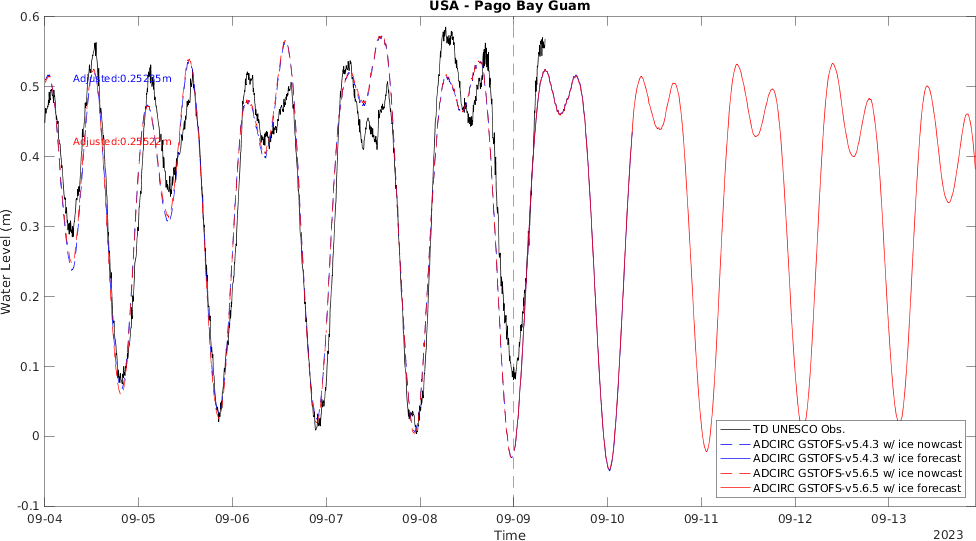 USA - Pago Bay Guam
0.6
0.5
0.4
0.3
0.2
0.1
0
-0.1
Water Level (m)
Adjusted:0.25522m
TD UNESCO Obs.
ADCIRC GSTOFS-v5.4.3 w/ ice nowcast
ADCIRC GSTOFS-v5.4.3 w/ ice forecast
ADCIRC GSTOFS-v5.6.5 w/ ice nowcast
ADCIRC GSTOFS-v5.6.5 w/ ice forecast
09-04 09-05 09-06 09-07 09-08 09-09 09-10 09-11 09-12 09-13
Time
2023